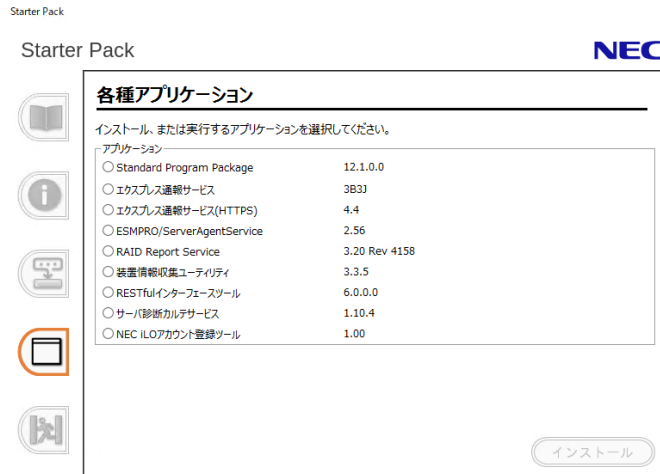 Starter Pack
Starter Pack
NEC
各種アプリケーション
インストール、または実行するアプリケーションを選択してください。
アプリケーション
Standard Program Package 12.1.0.0
エクスプレス通報サービス 3B3J
エクスプレス通報サービス(HTTPS) 4.4
ESMPRO/ServerAgentService 2.56
RAID Report Service 3.20 Rev 4158
装置情報収集ユーティリティ 3.3.5
RESTfulインターフェースツール 6.0.0.0
サーバ診断カルテサービス 1.10.4
NEC iLOアカウント登録ツール 1.00
インストール